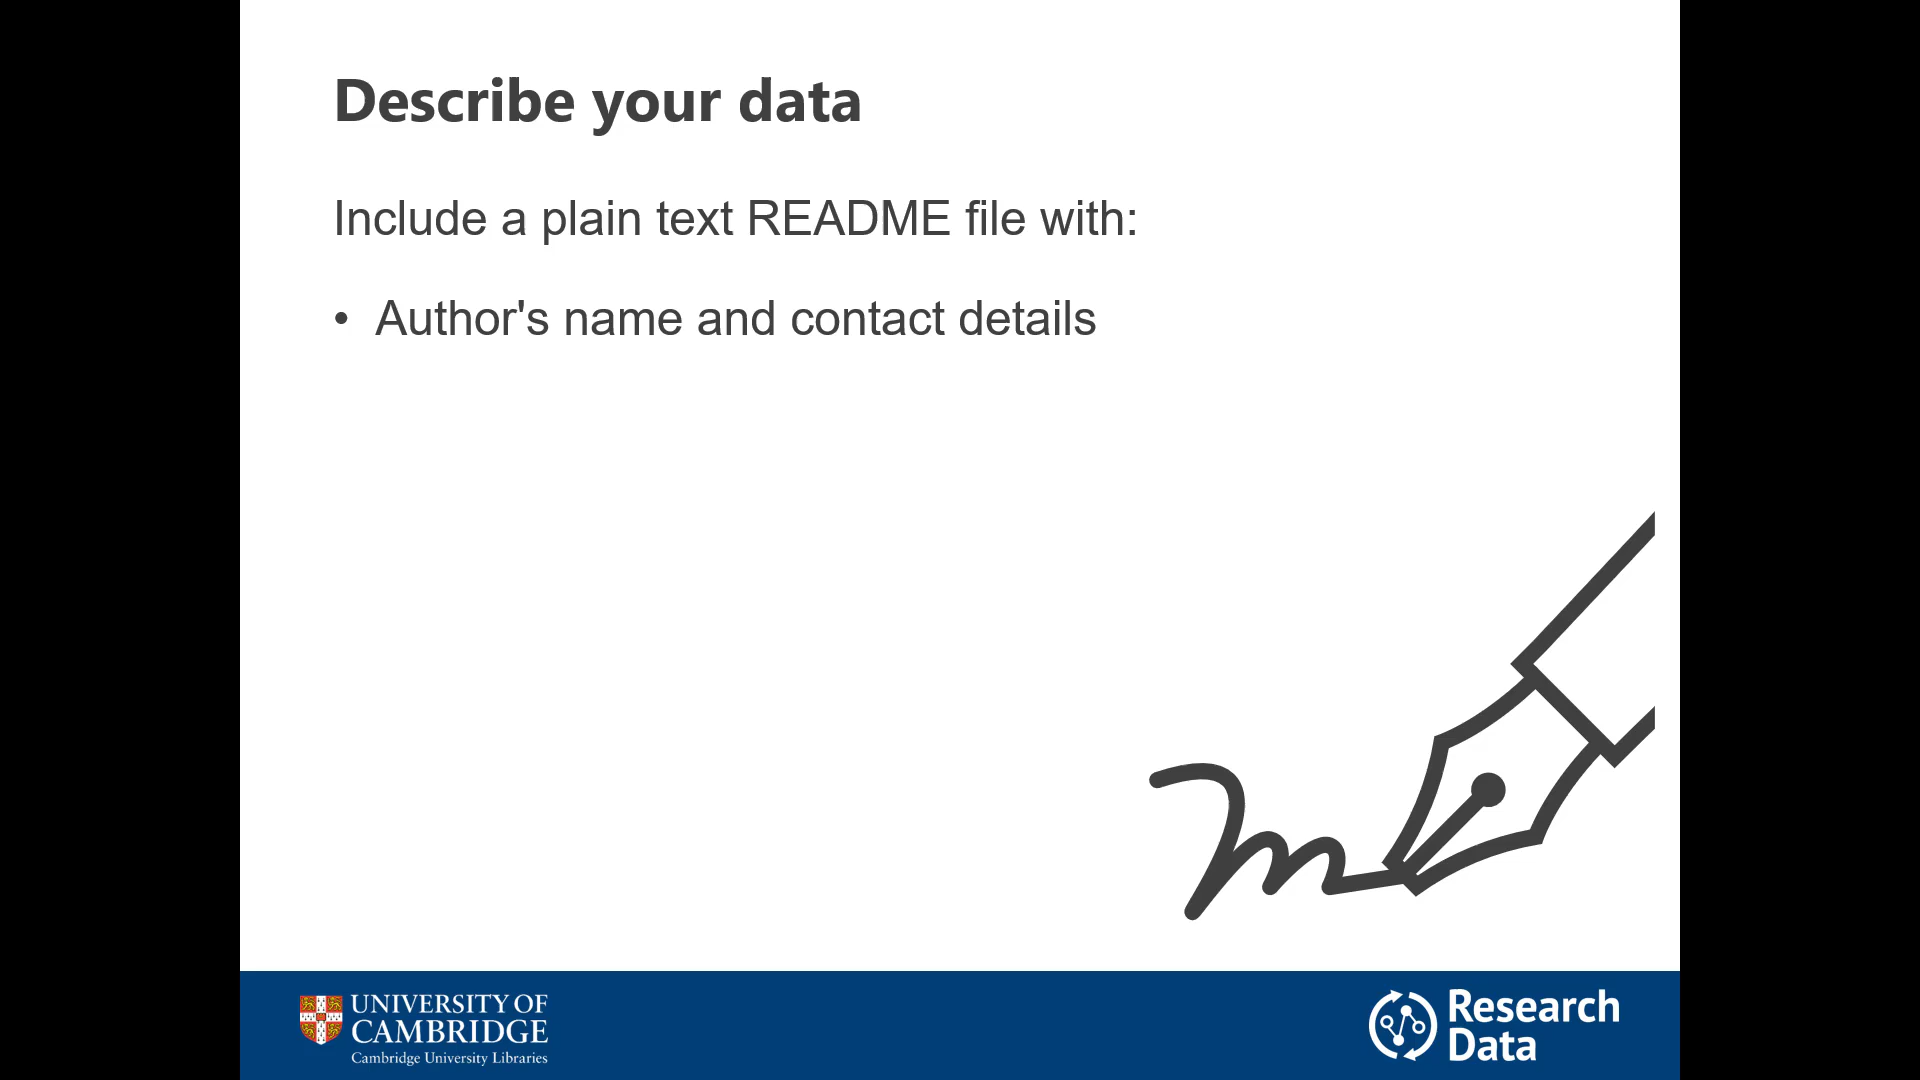 Describe your data
Include a plain text README file with:
• Author's name and contact details
UNIVERSITY OF
CAMBRIDGE
Cambridge University Libraries
Research
Data